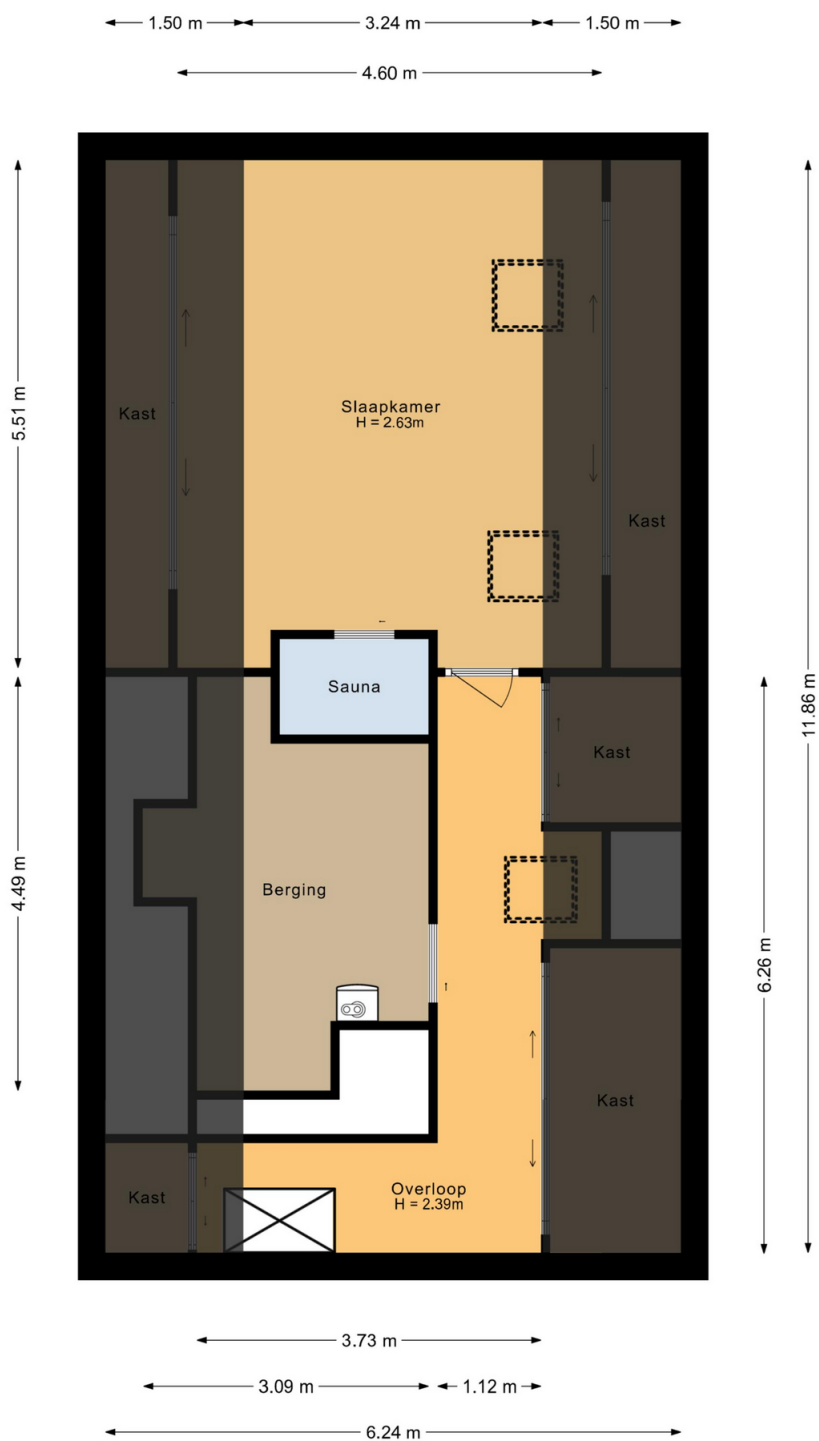 1.50 m
3.24 m
1.50 m
4.60 m
5.51 m
Kast
Slaapkamer
H = 2.63m
Kast
Sauna
11.86 m
Kast
4.49 m
Berging
6.26 m
Kast
Kast
Overloop
H = 2.39m
3.73 m
3.09 m
1.12 m
6.24 m